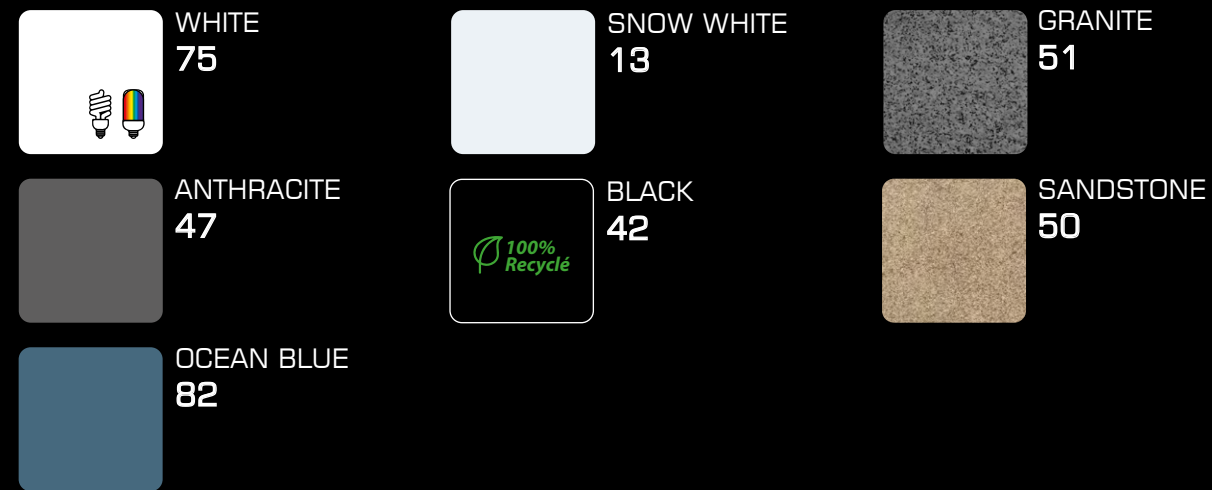 WHITE
75
SNOW WHITE
13
GRANITE
51
ANTHRACITE
47
BLACK
42
100%
Recyclé
SANDSTONE
50
OCEAN BLUE
82